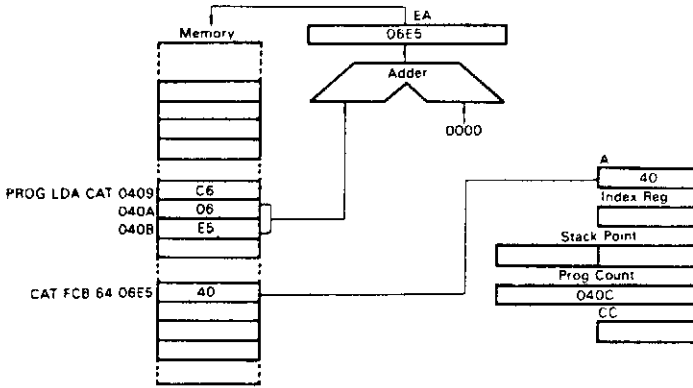 EA
Memory
06E5
Adder
0000
A
PROG LDA CAT 0409 C6
40
040A 06
Index Reg
040B E5
Stack Point
Prog Count
CAT FCB 64 06E5 40
040C
CC